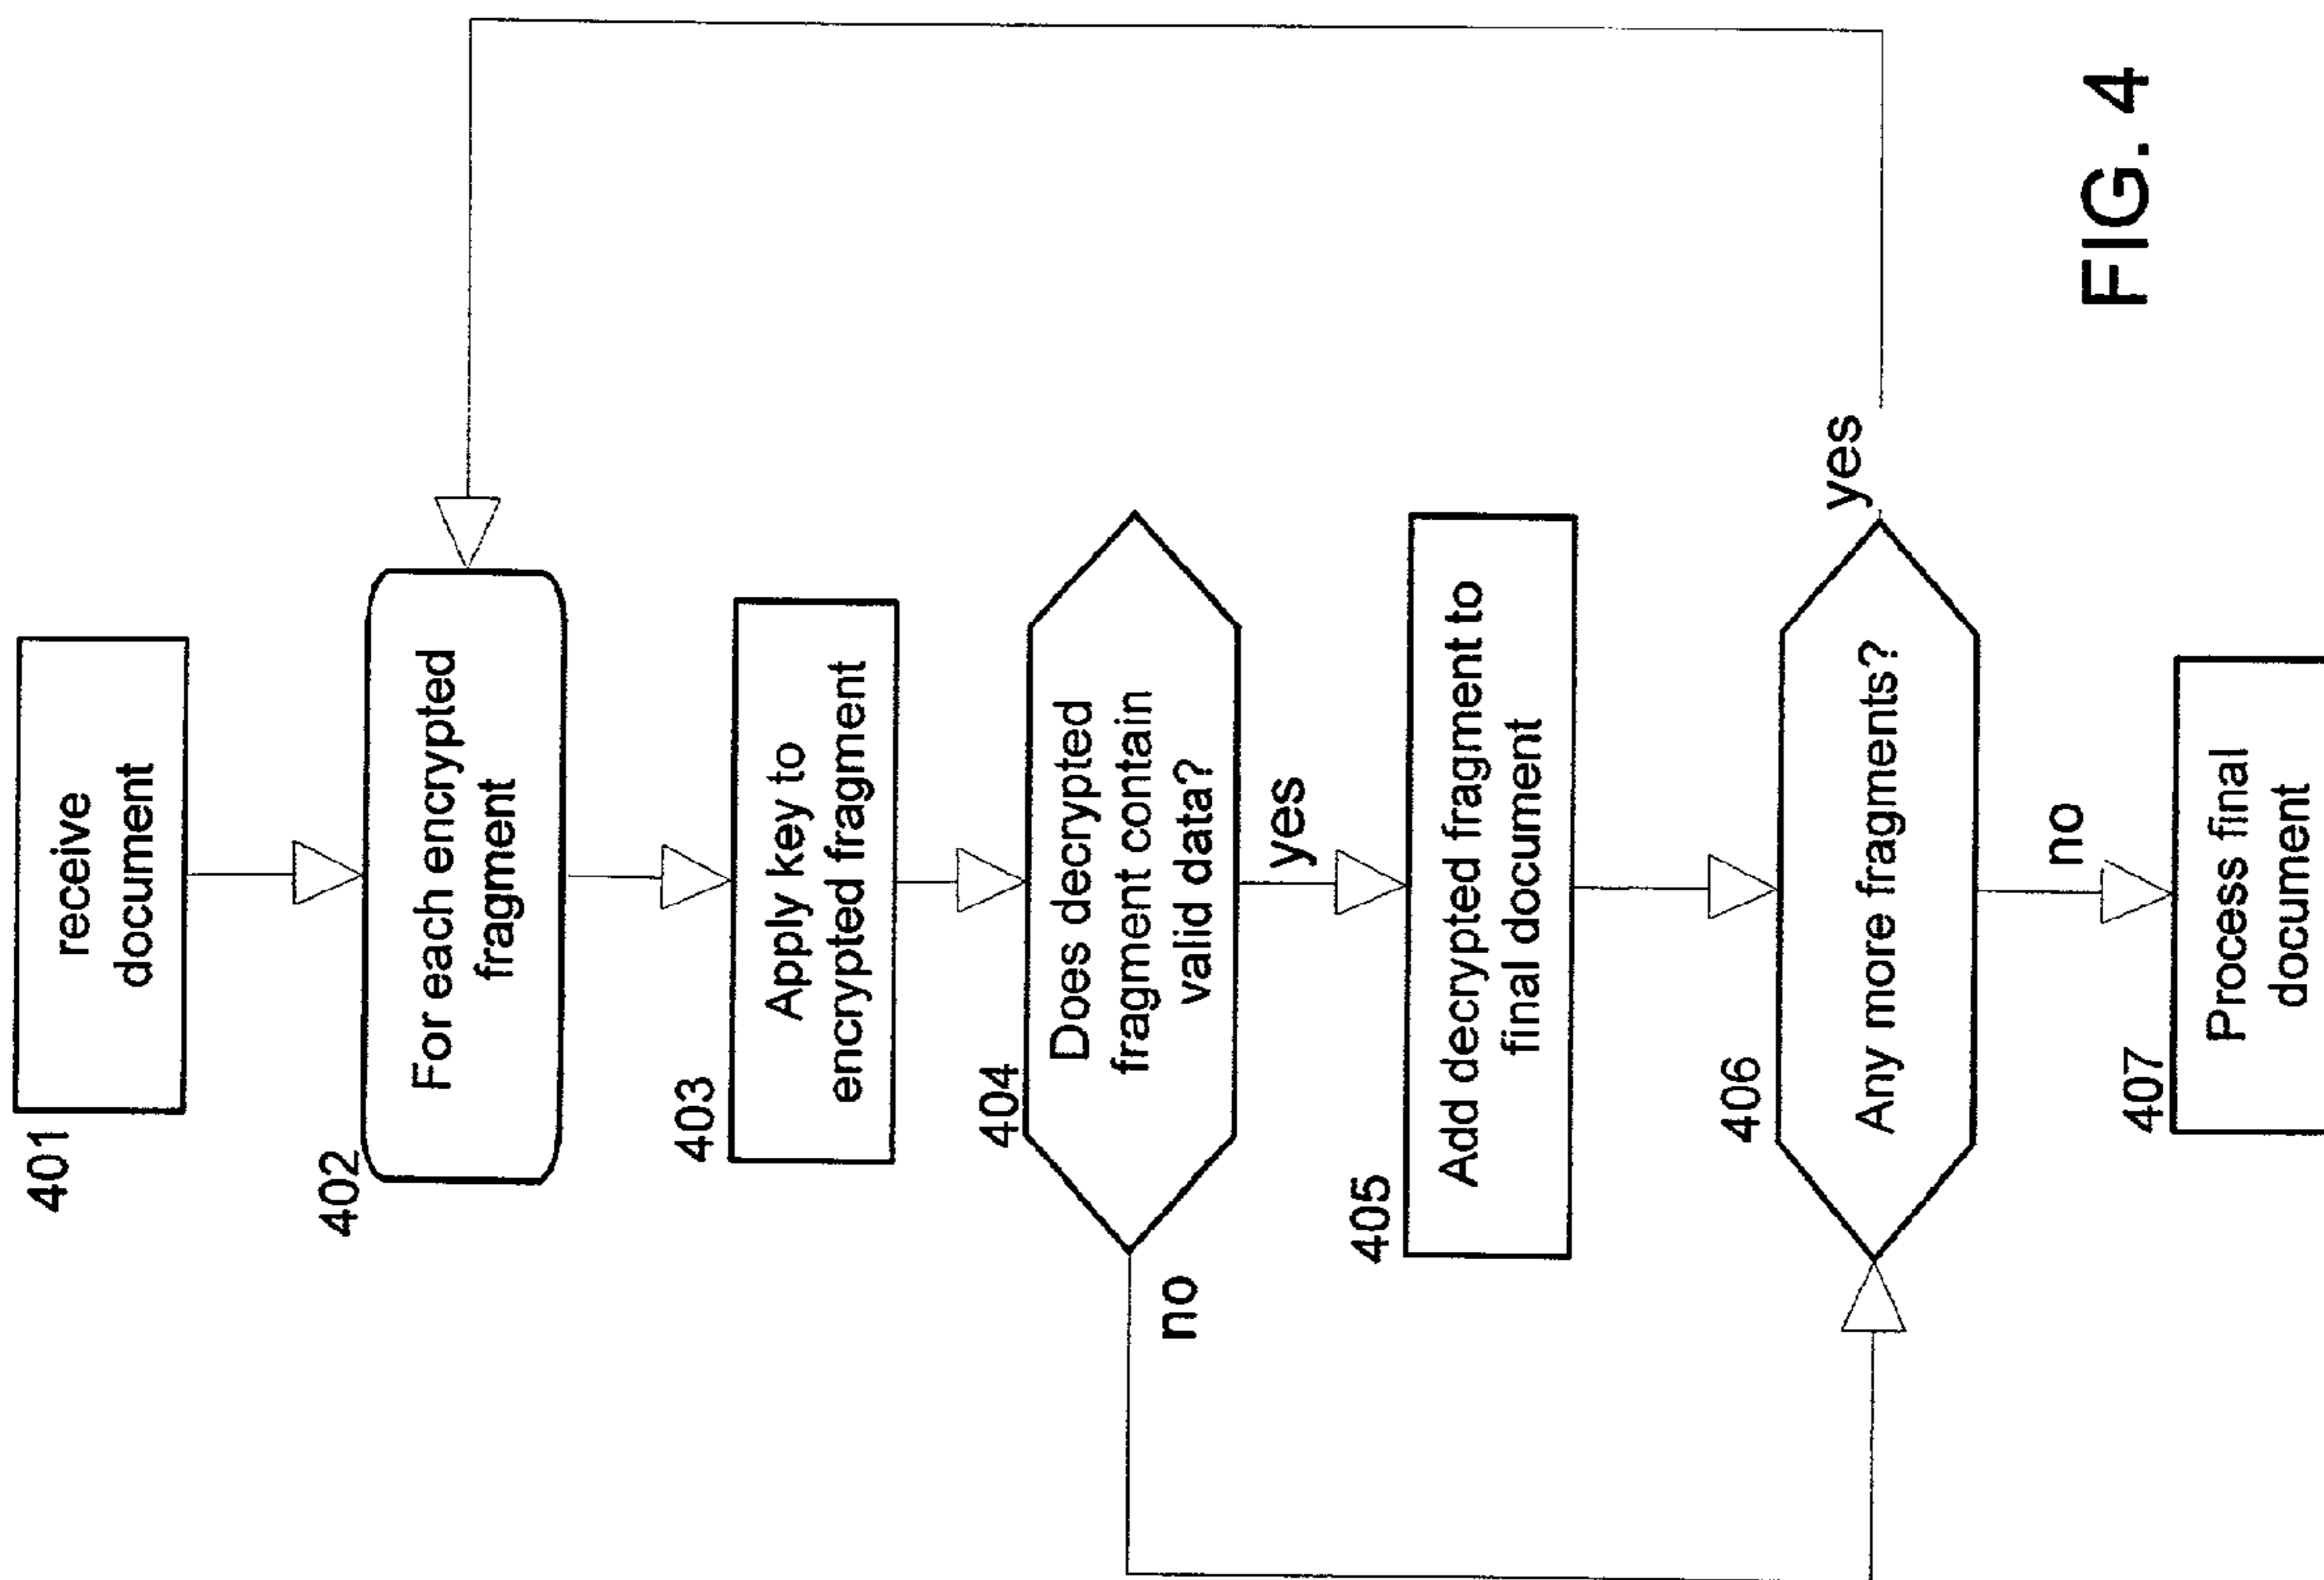 401
receive
document
402
For each encrypted
fragment
403
Apply key to
encrypted fragment
404
Does decrypted
fragment contain
valid data?
no
yes
405
Add decrypted fragment to
final document
406
Any more fragments?
yes
no
407
Process final
document
FIG. 4